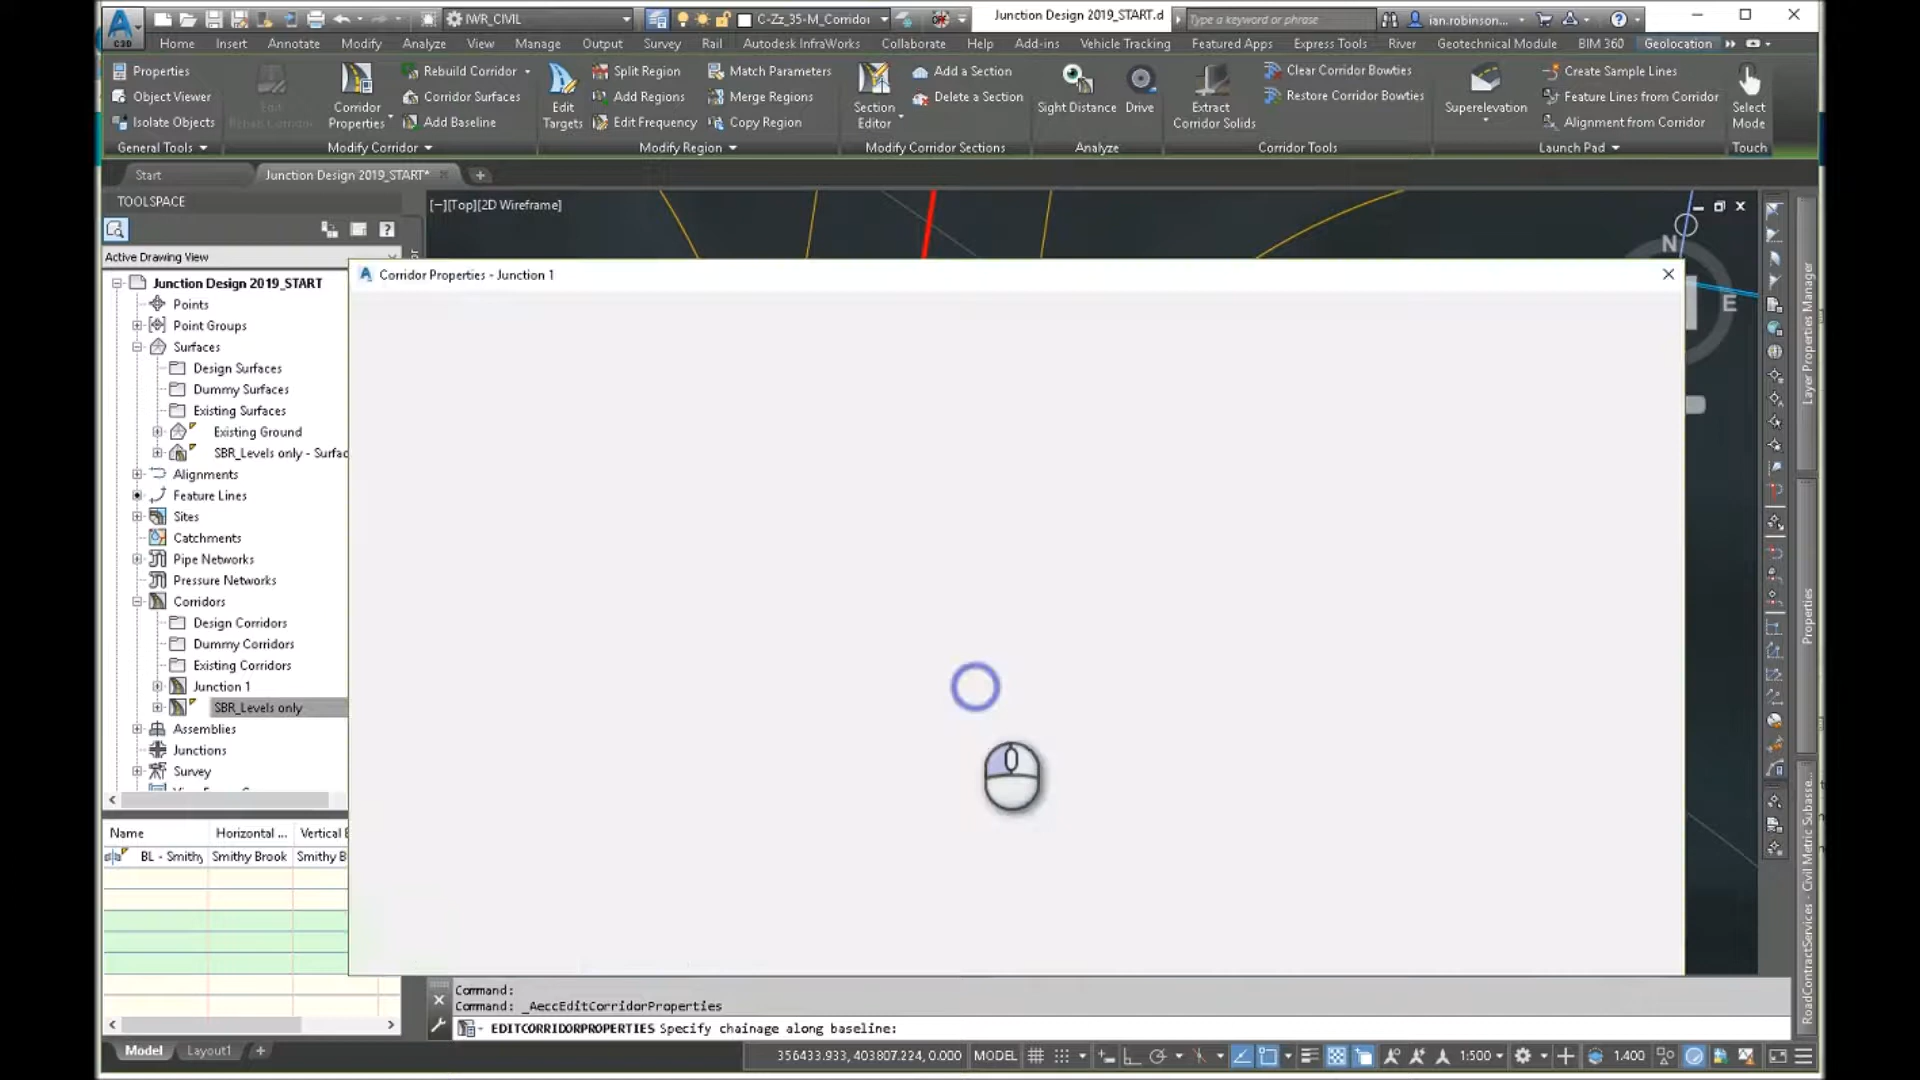 C3D
IWR_CIVIL
C-Zz_35-M_Corridor
Junction Design 2019_START.d
Type a keyword or phrase
ian.robinson...
Home Insert Annotate Modify Analyze View Manage Output Survey Rail Autodesk InfraWorks Collaborate Help Add-ins Vehicle Tracking Featured Apps Express Tools River Geotechnical Module BIM 360 Geolocation
Properties
Object Viewer
Isolate Objects
General Tools
Corridor Properties
Rebuild Corridor
Corridor Surfaces
Add Baseline
Modify Corridor
Edit Targets
Split Region
Add Regions
Edit Frequency
Match Parameters
Merge Regions
Copy Region
Modify Region
Section Editor
Add a Section
Delete a Section
Modify Corridor Sections
Sight Distance
Drive
Analyze
Extract Corridor Solids
Clear Corridor Bowties
Restore Corridor Bowties
Corridor Tools
Superelevation
Create Sample Lines
Feature Lines from Corridor
Alignment from Corridor
Launch Pad
Select Mode
Touch
Start
Junction Design 2019_START*
TOOLSPACE
[−][Top][2D Wireframe]
Active Drawing View
N
E
Corridor Properties - Junction 1
Junction Design 2019_START
Points
Point Groups
Surfaces
Design Surfaces
Dummy Surfaces
Existing Surfaces
Existing Ground
SBR_Levels only - Surfac
Alignments
Feature Lines
Sites
Catchments
Pipe Networks
Pressure Networks
Corridors
Design Corridors
Dummy Corridors
Existing Corridors
Junction 1
SBR_Levels only
Assemblies
Junctions
Survey
Name Horizontal ... Vertical B
BL - Smithy Smithy Brook Smithy B
Layer Properties Manager
Properties
RoadContractServices - Civil Metric Subasse...
Command:
Command: _AeccEditCorridorProperties
EDITCORRIDORPROPERTIES Specify chainage along baseline:
Model Layout1
356433.933, 403807.224, 0.000 MODEL 1:500 1.400